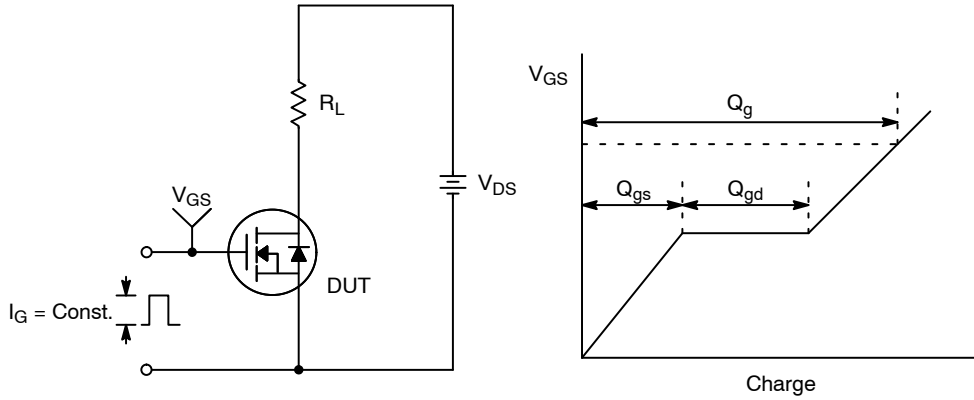 R_L
V_GS
V_DS
DUT
I_G = Const.
V_GS
Q_g
Q_gs
Q_gd
Charge